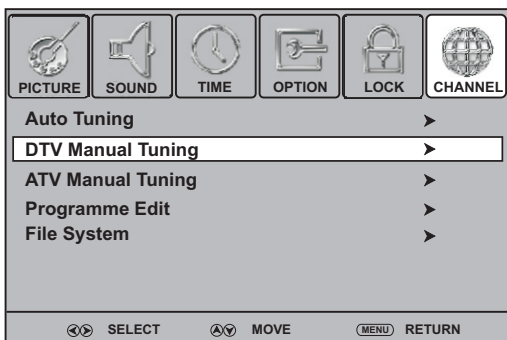 PICTURE SOUND TIME OPTION LOCK CHANNEL
Auto Tuning
DTV Manual Tuning
ATV Manual Tuning
Programme Edit
File System
SELECT MOVE MENU RETURN